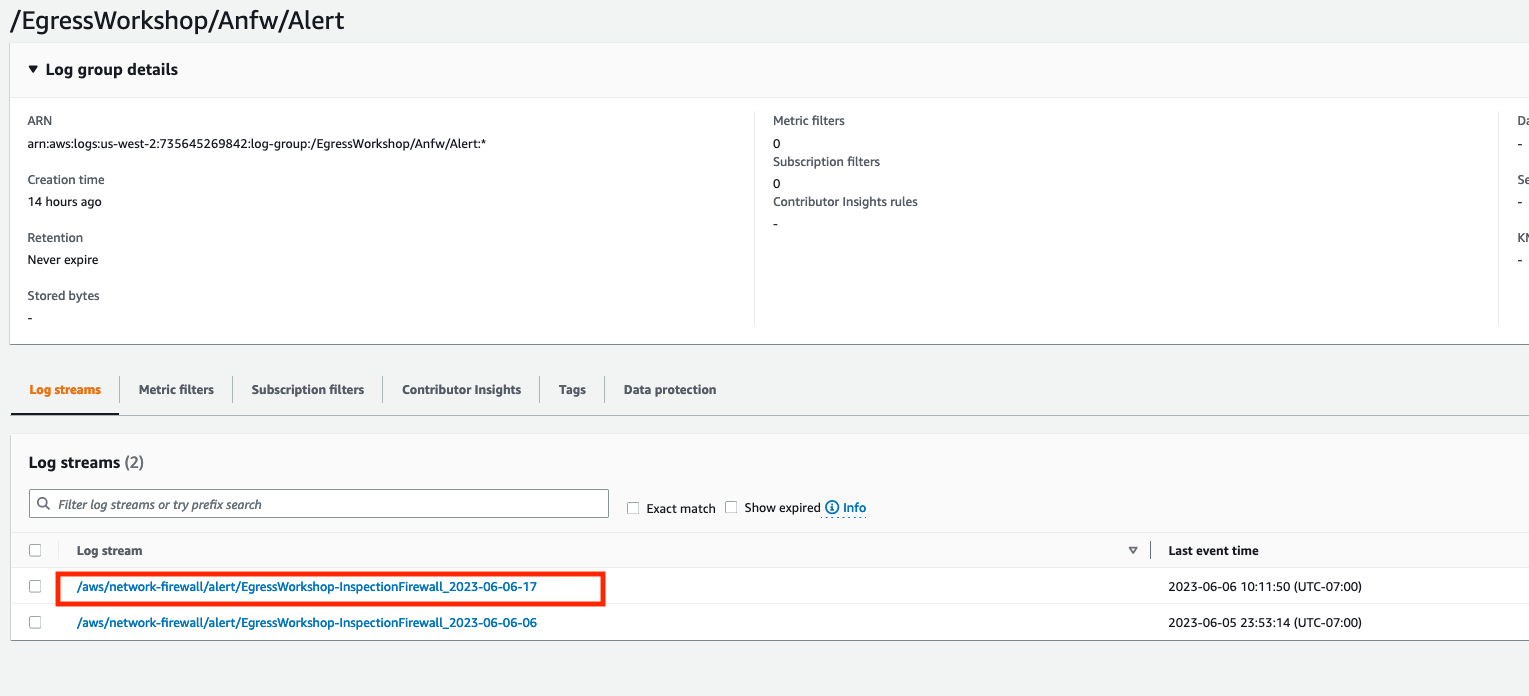 /EgressWorkshop/Anfw/Alert
Log group details
ARN
arn:aws:logs:us-west-2:735645269842:log-group:/EgressWorkshop/Anfw/Alert:*
Creation time
14 hours ago
Retention
Never expire
Stored bytes
-
Metric filters
0
Subscription filters
0
Contributor Insights rules
-
-
-
-
Log streams Metric filters Subscription filters Contributor Insights Tags Data protection
Log streams (2)
Filter log streams or try prefix search Exact match Show expired Info
Log stream Last event time
/aws/network-firewall/alert/EgressWorkshop-InspectionFirewall_2023-06-06-17 2023-06-06 10:11:50 (UTC-07:00)
/aws/network-firewall/alert/EgressWorkshop-InspectionFirewall_2023-06-06-06 2023-06-05 23:53:14 (UTC-07:00)